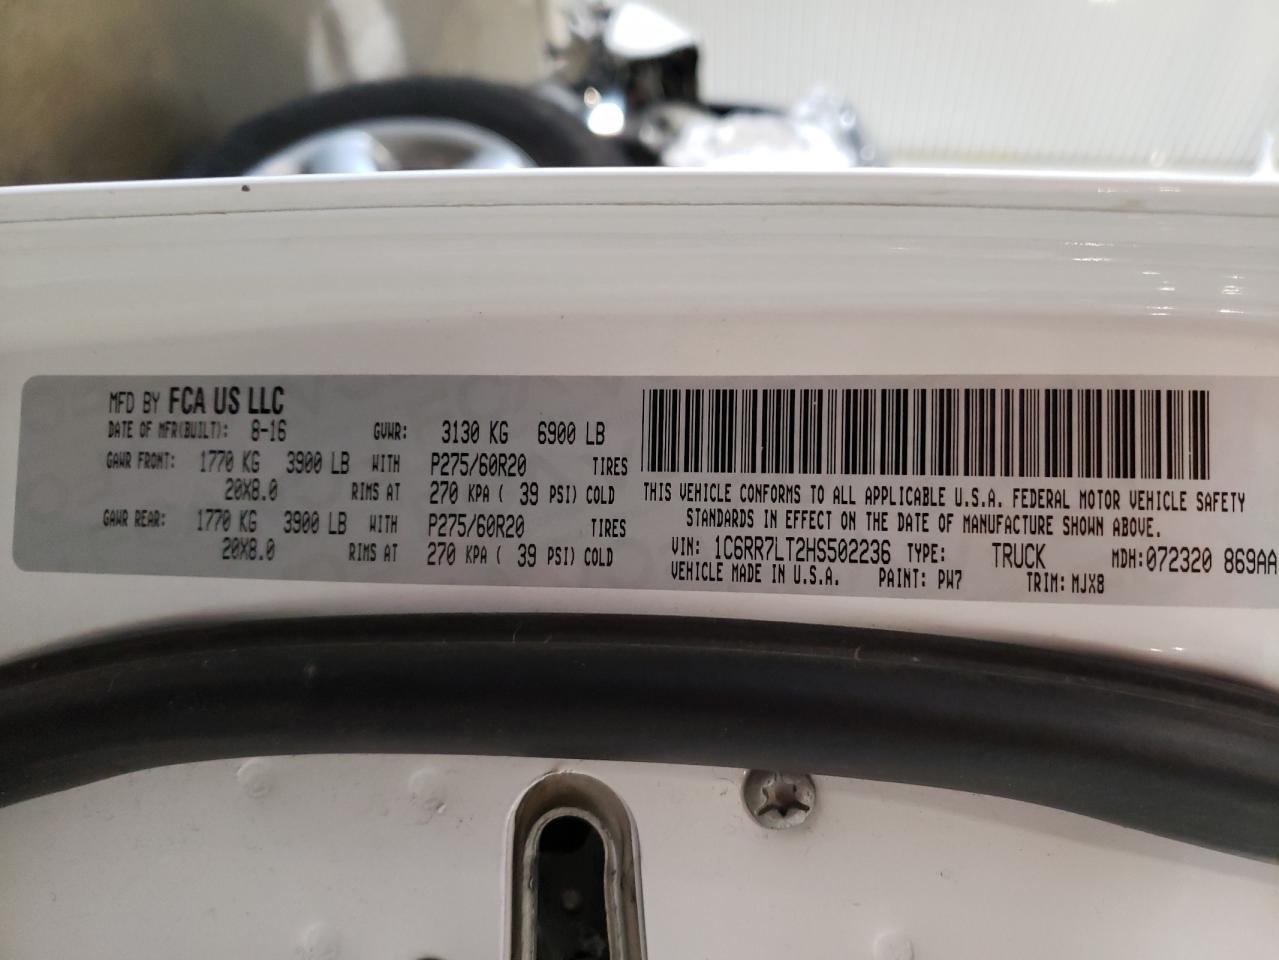 MFD BY FCA US LLC
DATE OF MFR(BUILT): 8-16 GVWR: 3130 KG 6900 LB
GAWR FRONT: 1770 KG 3900 LB WITH P275/60R20 TIRES
20X8.0 RIMS AT 270 KPA ( 39 PSI) COLD
GAWR REAR: 1770 KG 3900 LB WITH P275/60R20 TIRES
20X8.0 RIMS AT 270 KPA ( 39 PSI) COLD
THIS VEHICLE CONFORMS TO ALL APPLICABLE U.S.A. FEDERAL MOTOR VEHICLE SAFETY
STANDARDS IN EFFECT ON THE DATE OF MANUFACTURE SHOWN ABOVE.
VIN: 1C6RR7LT2HS502236 TYPE: TRUCK MDH:072320 869AA
VEHICLE MADE IN U.S.A. PAINT: PW7 TRIM: MJX8